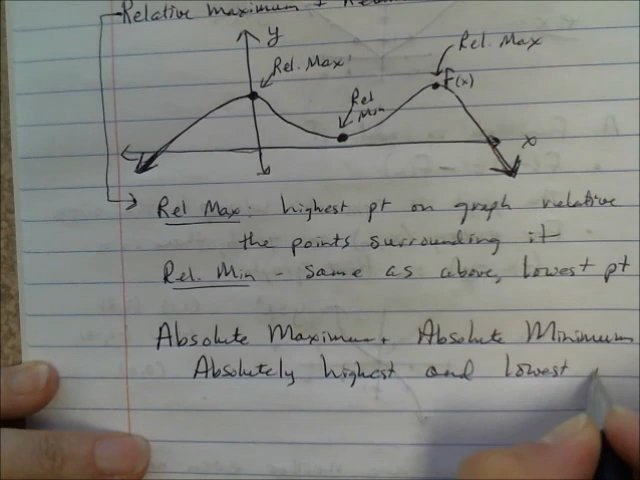 Relative Maximum +
y
Rel. Max
Rel. Max
Rel
Min
F(x)
x
Rel Max: highest pt on graph relative
the points surrounding it
Rel. Min - same as above, lowest pt
Absolute Maximum + Absolute Minimum
Absolutely highest and lowest